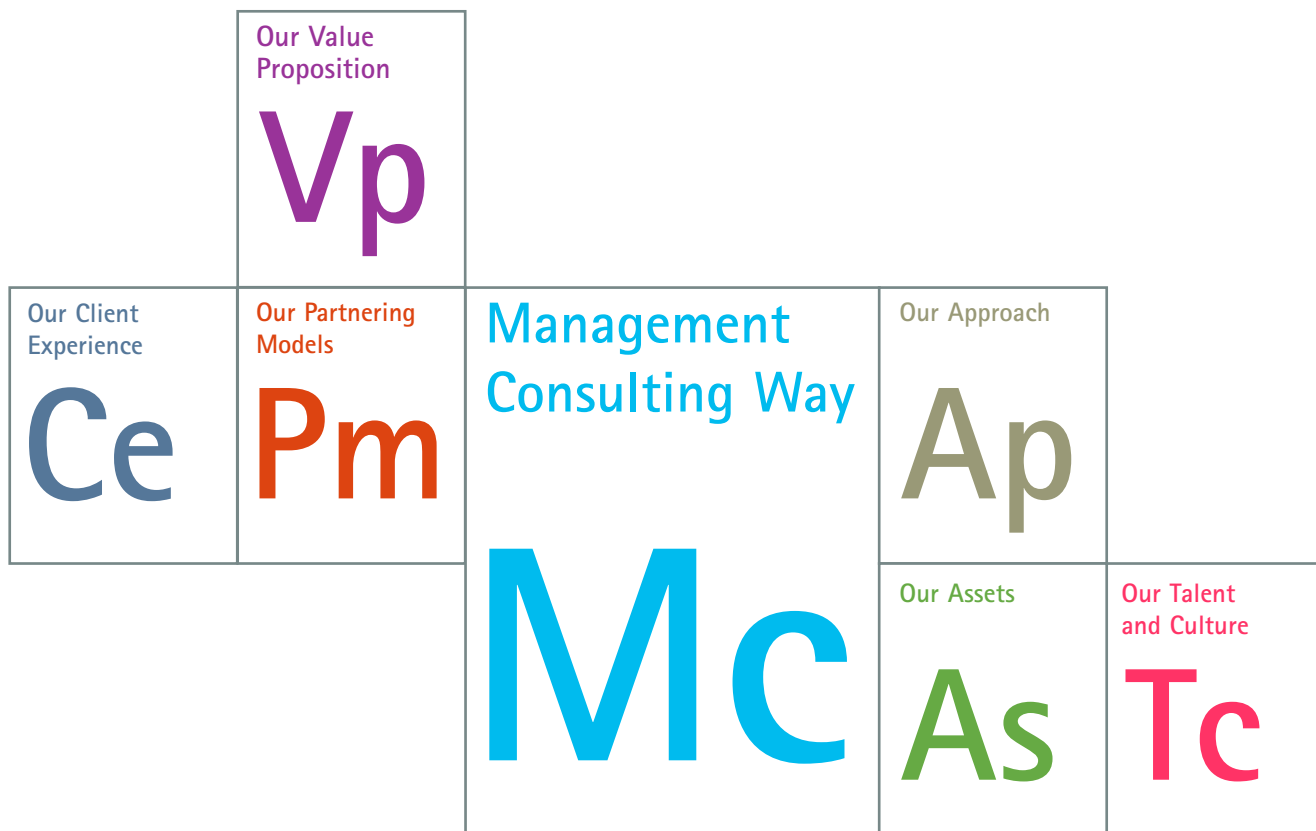 Our Value
Proposition
Vp
Our Client
Experience
Ce
Our Partnering
Models
Pm
Management
Consulting Way
Mc
Our Approach
Ap
Our Assets
As
Our Talent
and Culture
Tc